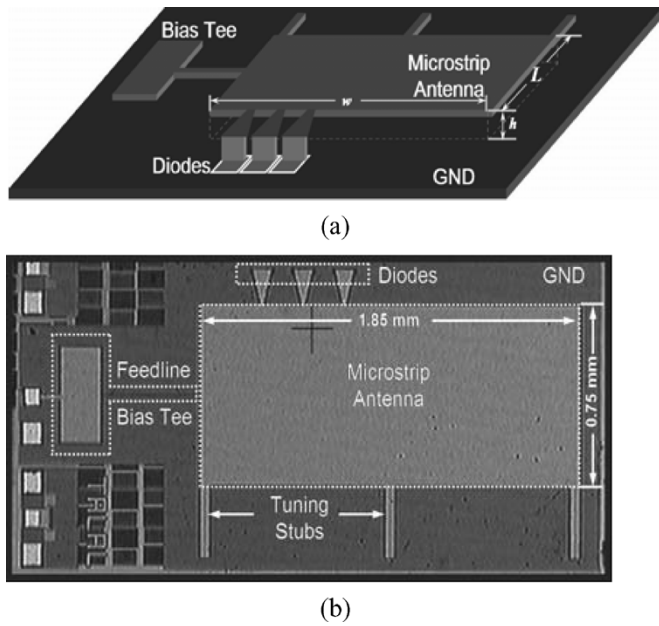 Bias Tee
Microstrip
Antenna
L
w
h
Diodes
GND
(a)
Diodes
GND
1.85 mm
Feedline
Microstrip
Antenna
0.75 mm
Bias Tee
Tuning
Stubs
(b)